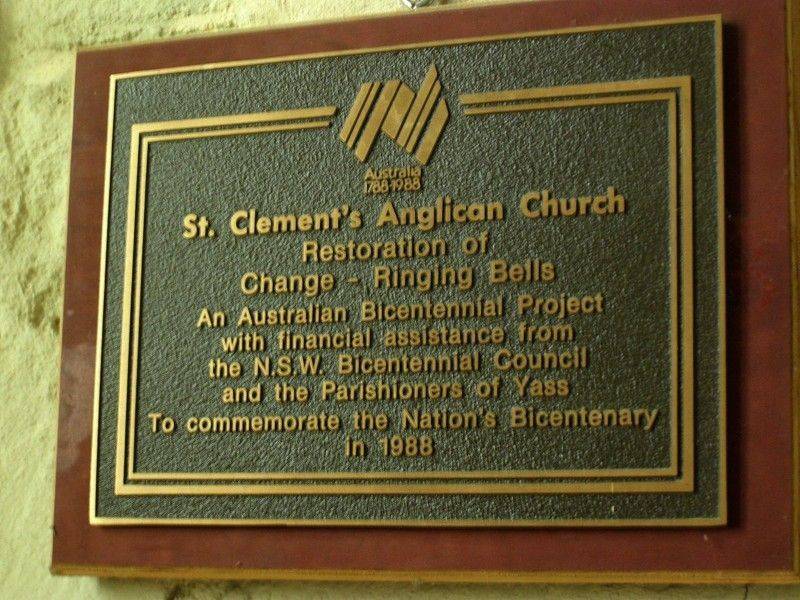 Australia
1788-1988
St. Clement's Anglican Church
Restoration of
Change - Ringing Bells
An Australian Bicentennial Project
with financial assistance from
the N.S.W. Bicentennial Council
and the Parishioners of Yass
To commemorate the Nation's Bicentenary
in 1988